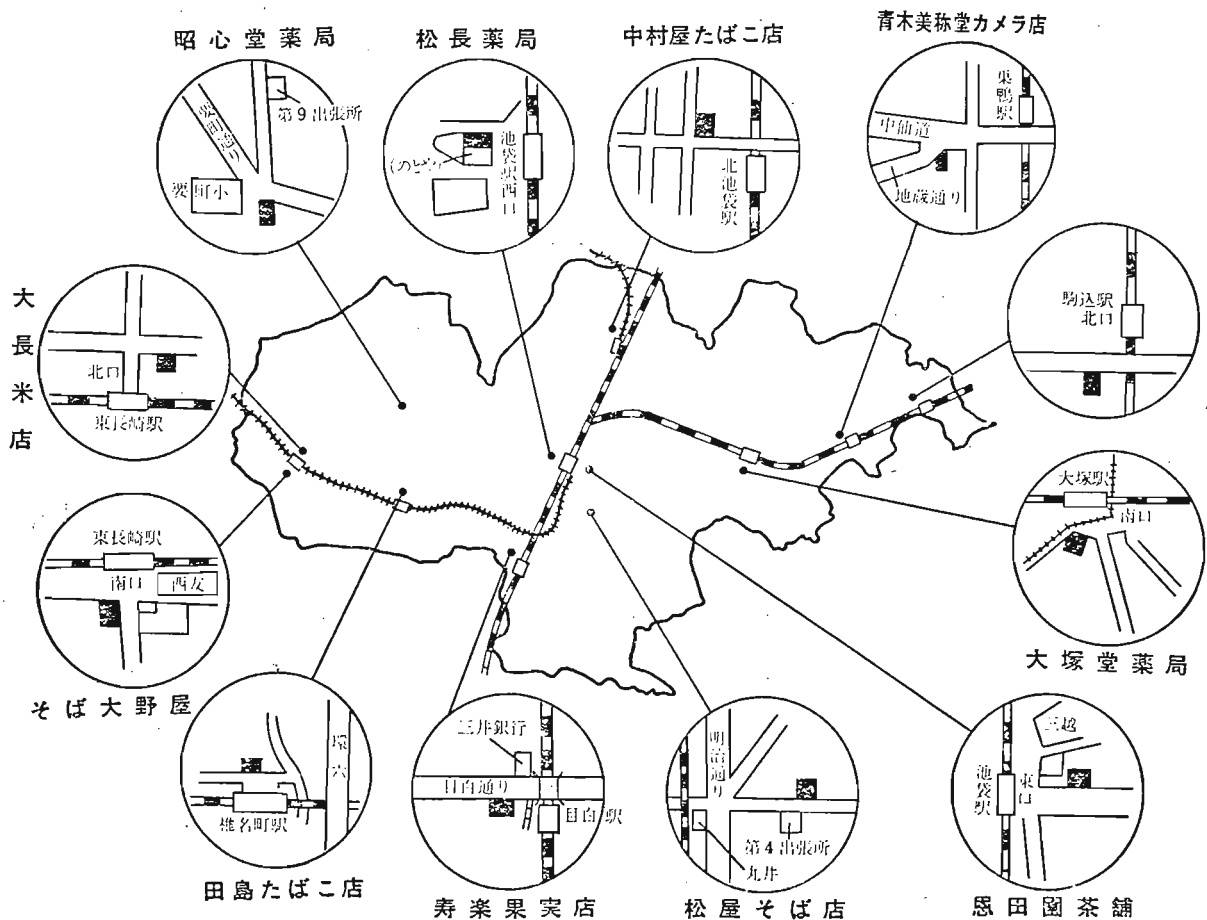 昭心堂薬局
第9出張所
要町通り
要町小
松長薬局
池袋駅西口
中村屋たばこ店
北池袋駅
青木美称堂カメラ店
巣鴨駅
中仙道
地蔵通り
駒込駅
北口
大長米店
北口
東長崎駅
東長崎駅
南口
西友
そば大野屋
環六
椎名町駅
田島たばこ店
三井銀行
目白通り
目白駅
寿楽果実店
明治通り
第4出張所
丸井
松屋そば店
三越
池袋駅
東口
恩田園茶舗
大塚駅
南口
大塚堂薬局